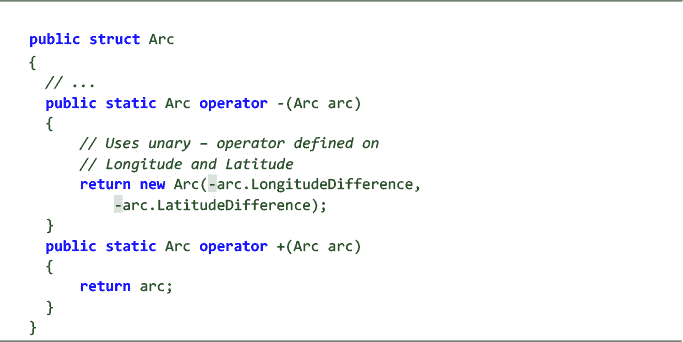 public struct Arc
{
// ...
public static Arc operator -(Arc arc)
{
// Uses unary – operator defined on
// Longitude and Latitude
return new Arc(-arc.LongitudeDifference,
-arc.LatitudeDifference);
}
public static Arc operator +(Arc arc)
{
return arc;
}
}